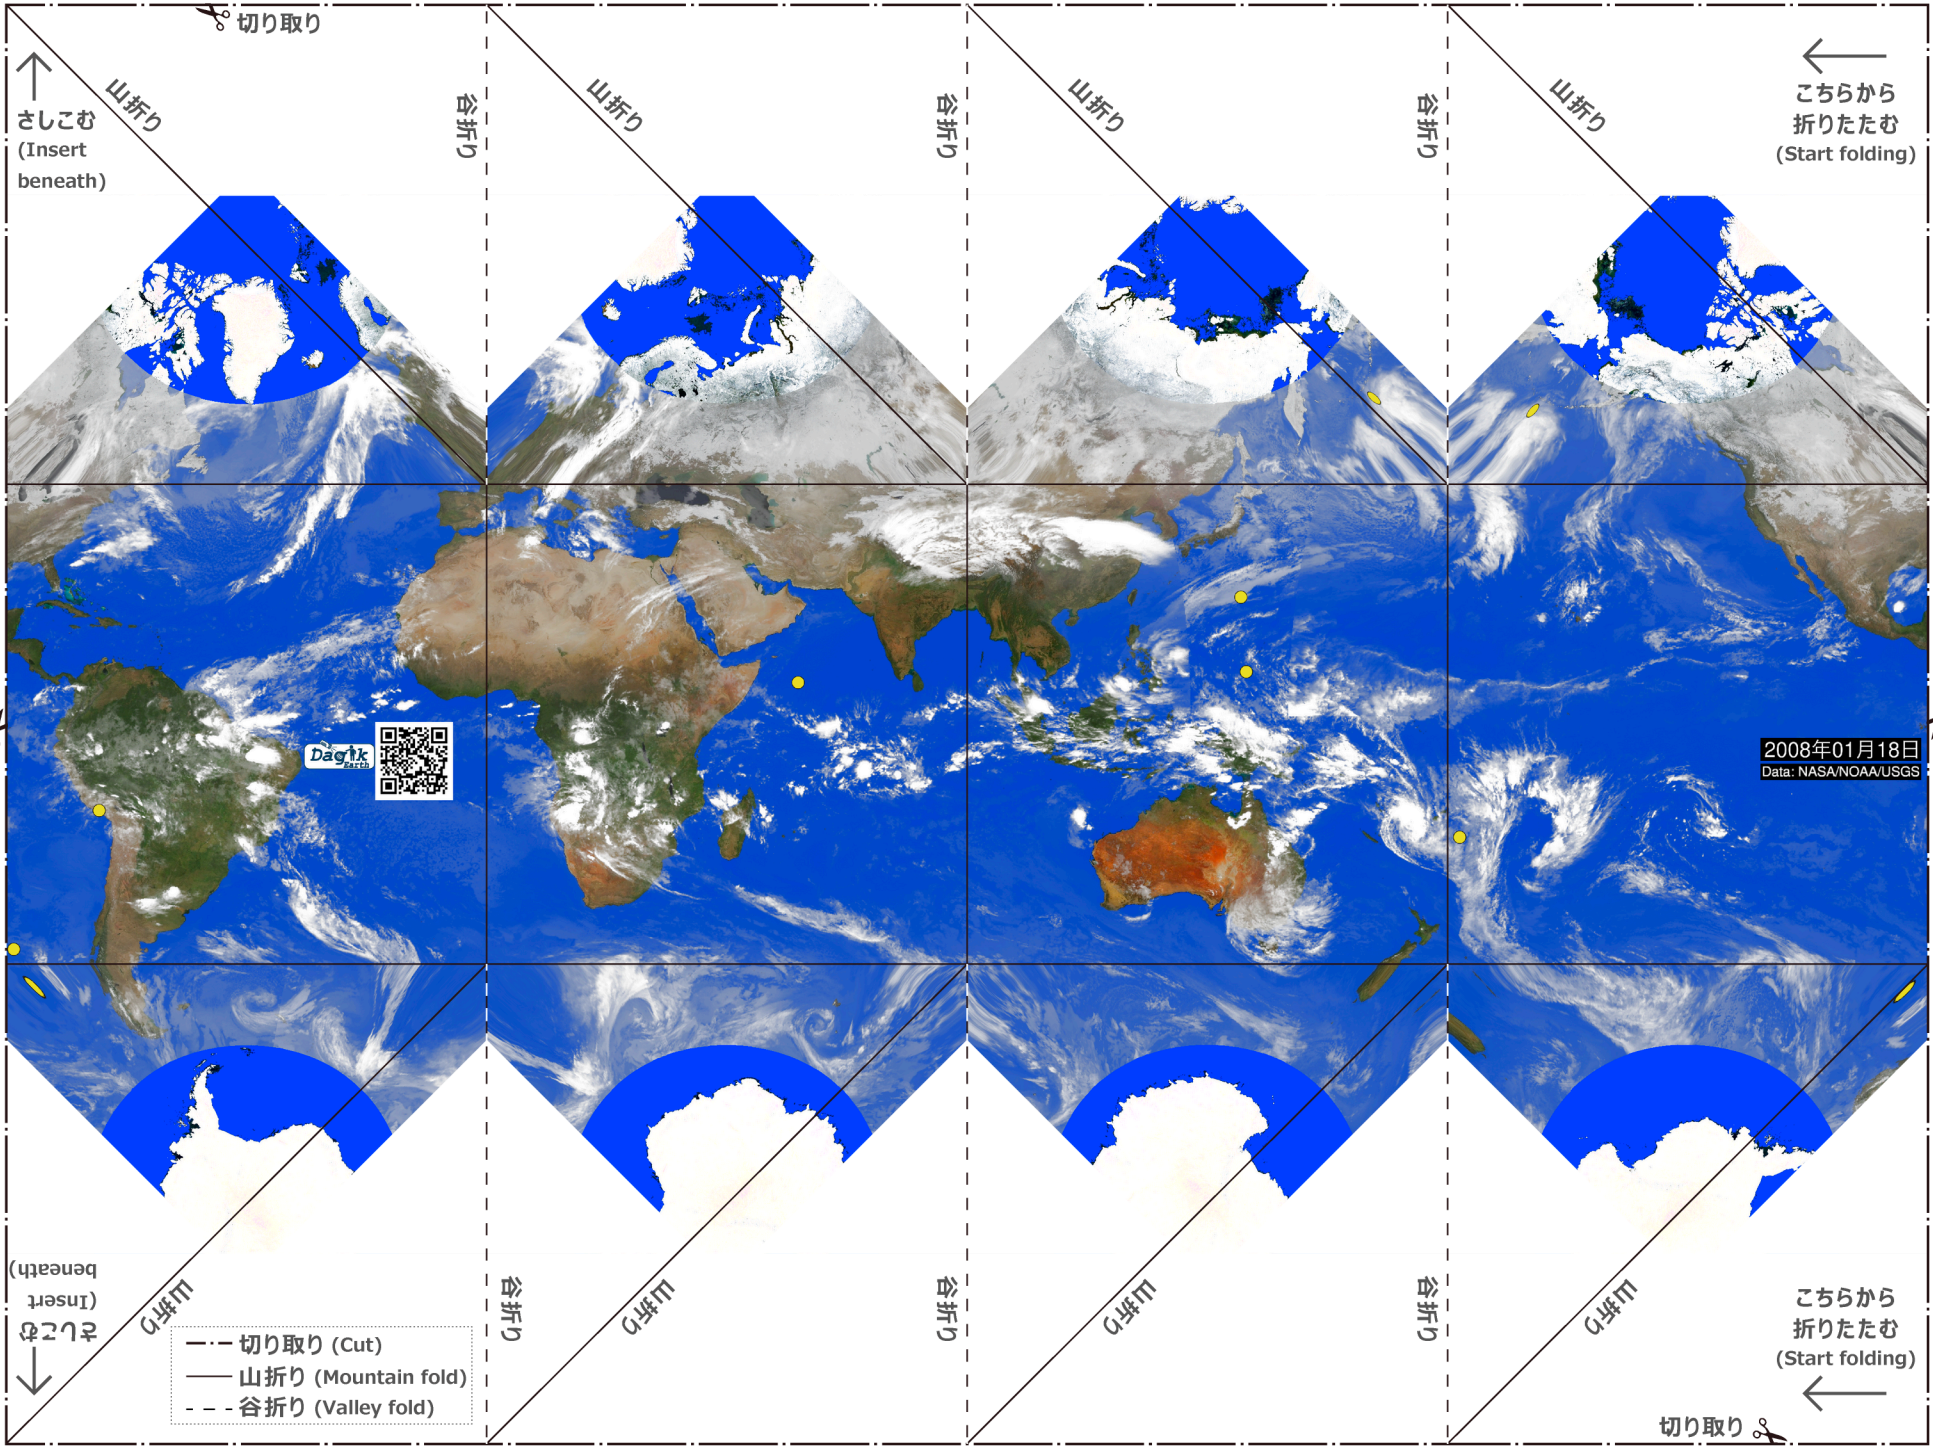 切り取り
山折り
谷折り
山折り
谷折り
山折り
谷折り
山折り
さしこむ
(Insert
beneath)
こちらから
折りたたむ
(Start folding)
Dagik
Earth
2008年01月18日
Data: NASA/NOAA/USGS
さしこむ
(Insert
beneath)
山折り
谷折り
山折り
谷折り
山折り
谷折り
山折り
こちらから
折りたたむ
(Start folding)
切り取り (Cut)
山折り (Mountain fold)
谷折り (Valley fold)
切り取り